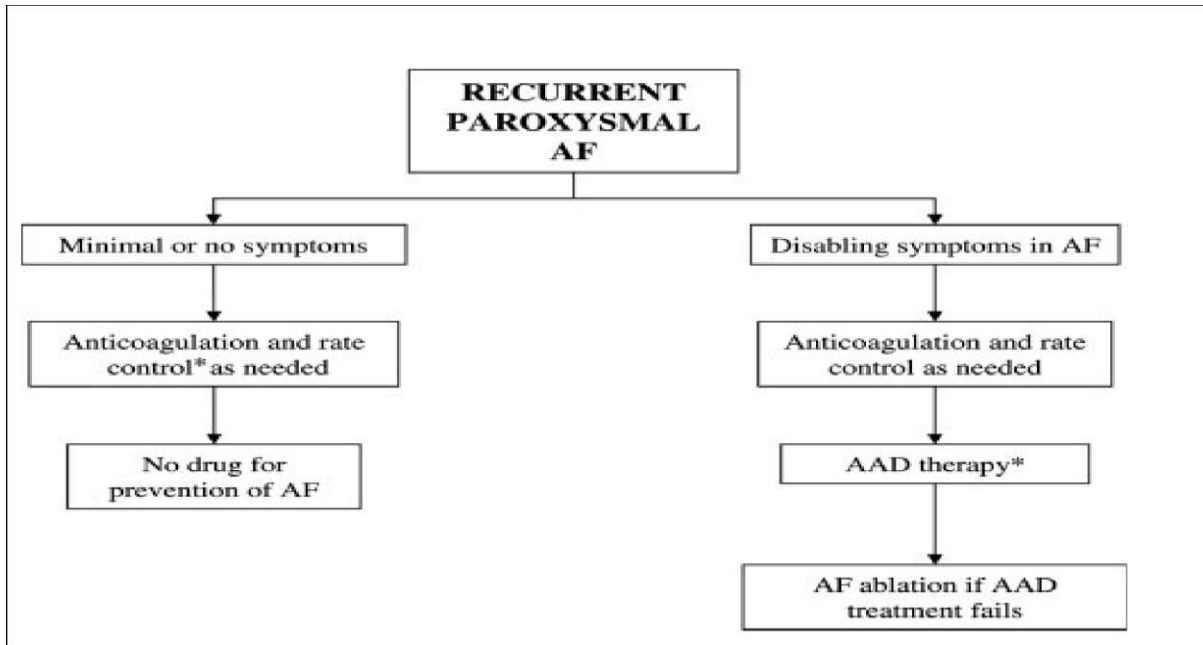 RECURRENT
PAROXYSMAL
AF
Minimal or no symptoms
Anticoagulation and rate
control* as needed
No drug for
prevention of AF
Disabling symptoms in AF
Anticoagulation and rate
control as needed
AAD therapy*
AF ablation if AAD
treatment fails